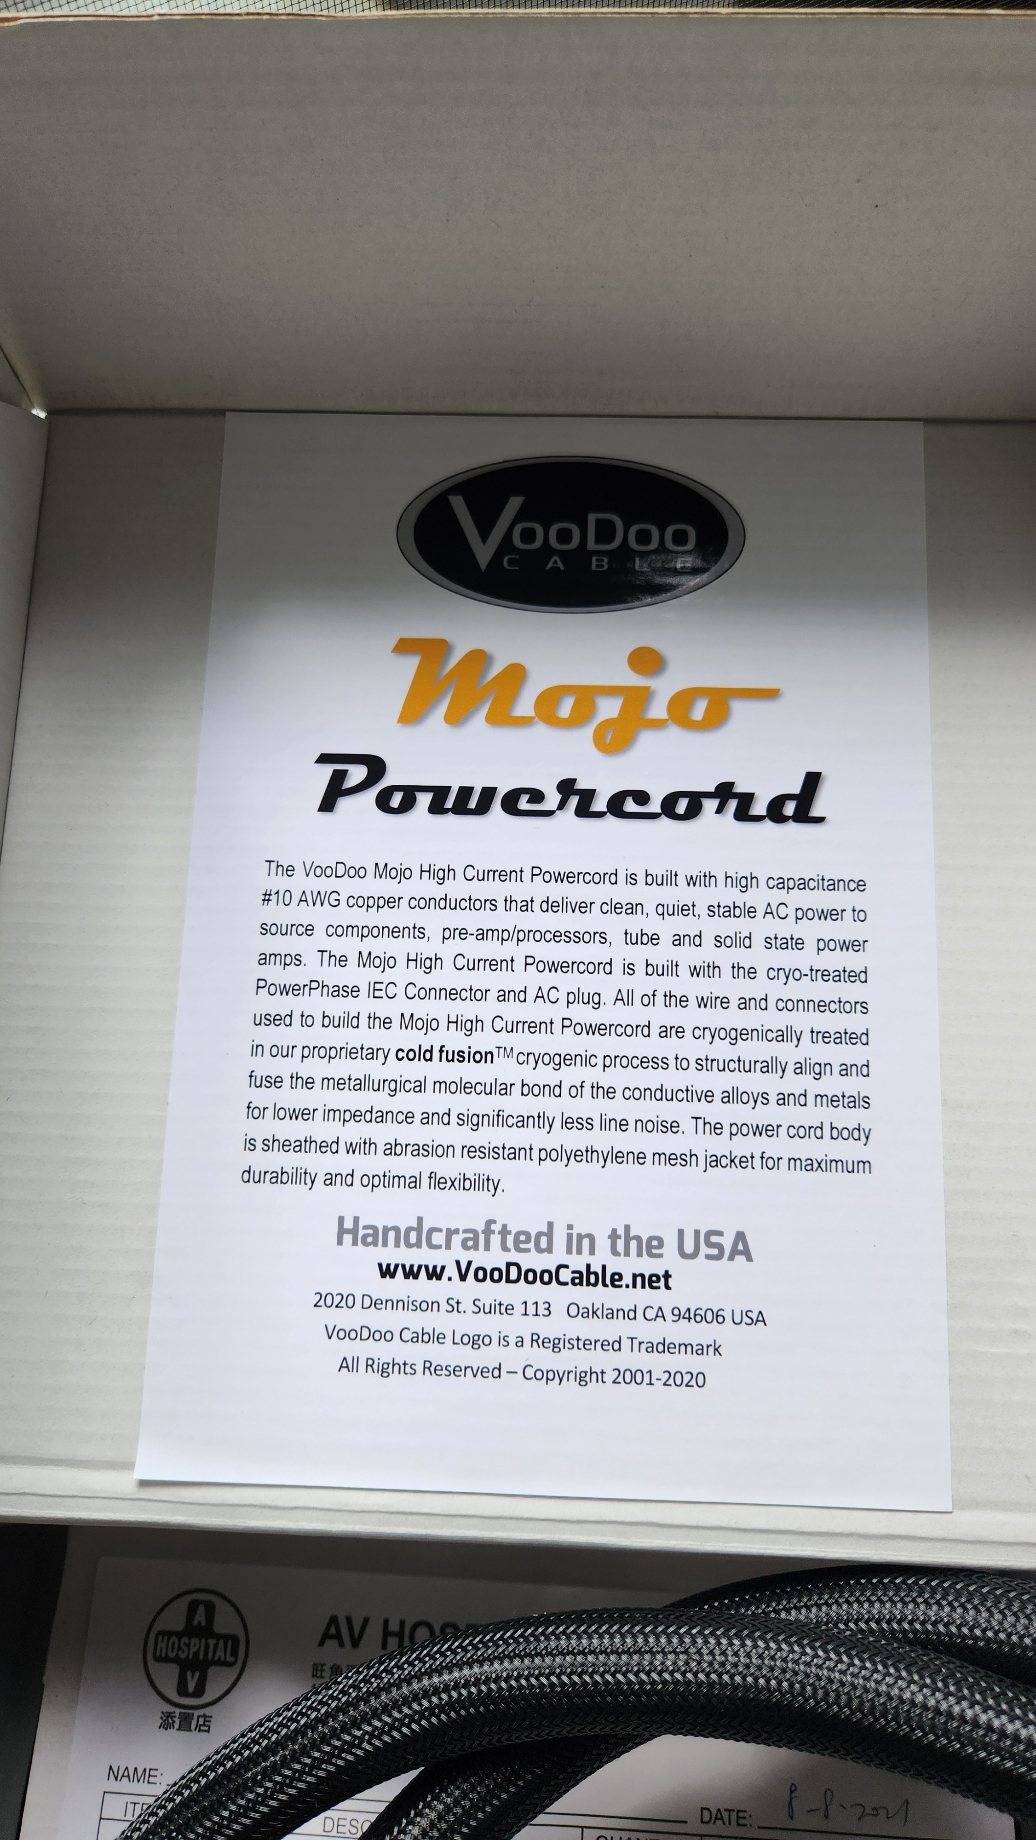 VooDoo
CABLE
Mojo
Powercord
The VooDoo Mojo High Current Powercord is built with high capacitance
#10 AWG copper conductors that deliver clean, quiet, stable AC power to
source components, pre-amp/processors, tube and solid state power
amps. The Mojo High Current Powercord is built with the cryo-treated
PowerPhase IEC Connector and AC plug. All of the wire and connectors
used to build the Mojo High Current Powercord are cryogenically treated
in our proprietary cold fusion™ cryogenic process to structurally align and
fuse the metallurgical molecular bond of the conductive alloys and metals
for lower impedance and significantly less line noise. The power cord body
is sheathed with abrasion resistant polyethylene mesh jacket for maximum
durability and optimal flexibility.
Handcrafted in the USA
www.VooDooCable.net
2020 Dennison St. Suite 113 Oakland CA 94606 USA
VooDoo Cable Logo is a Registered Trademark
All Rights Reserved – Copyright 2001-2020
A
HOSPITAL
V
添置店
AV
旺角
NAME:
DATE: 8-8-2021